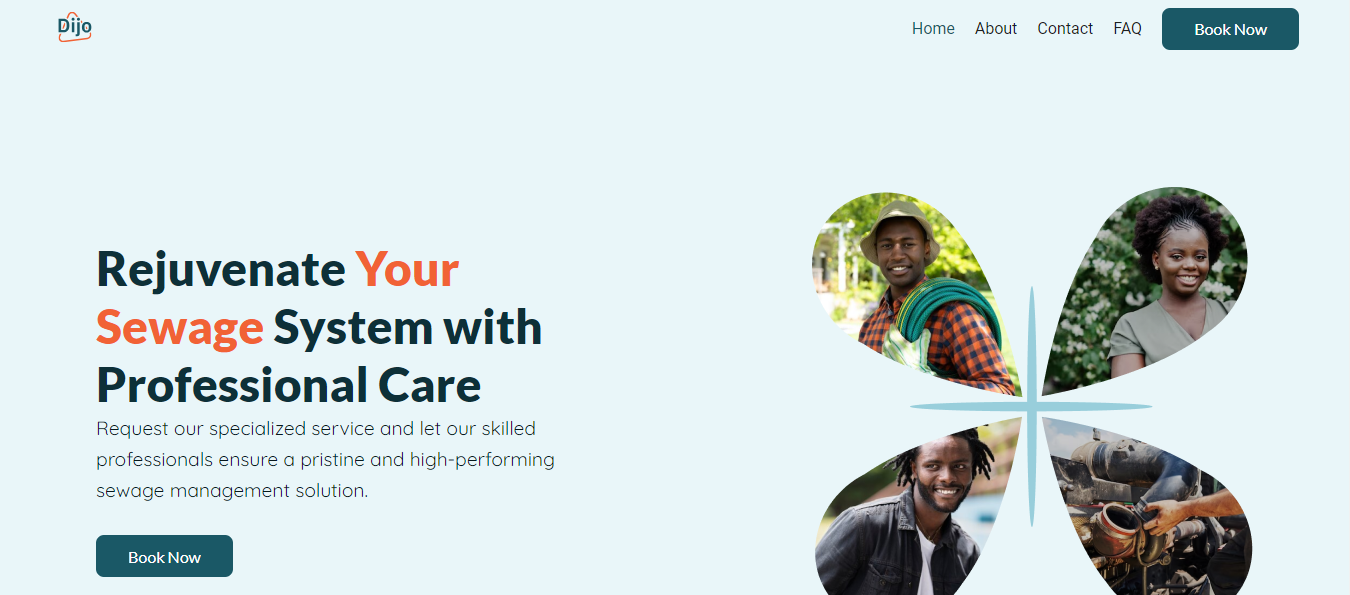 Dijo
Home About Contact FAQ Book Now
Rejuvenate Your
Sewage System with
Professional Care
Request our specialized service and let our skilled
professionals ensure a pristine and high-performing
sewage management solution.
Book Now